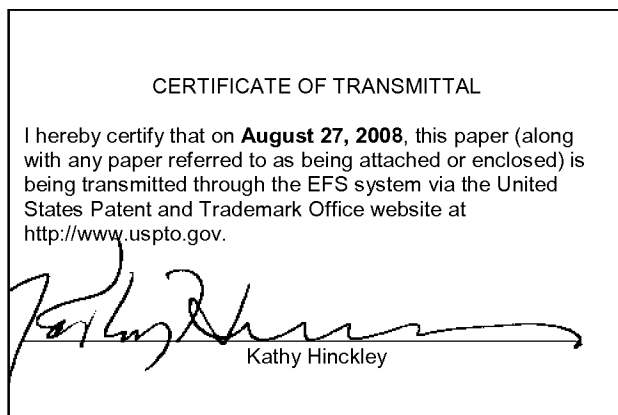 CERTIFICATE OF TRANSMITTAL
I hereby certify that on August 27, 2008, this paper (along
with any paper referred to as being attached or enclosed) is
being transmitted through the EFS system via the United
States Patent and Trademark Office website at
http://www.uspto.gov.
Kathy Hinckley